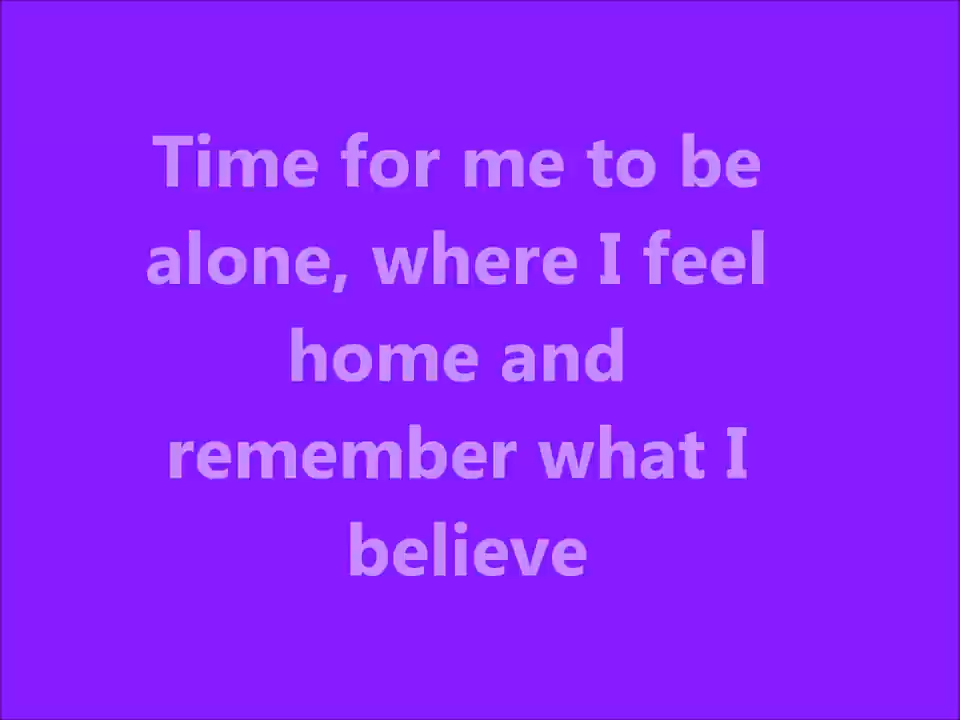 Time for me to be
alone, where I feel
home and
remember what I
believe